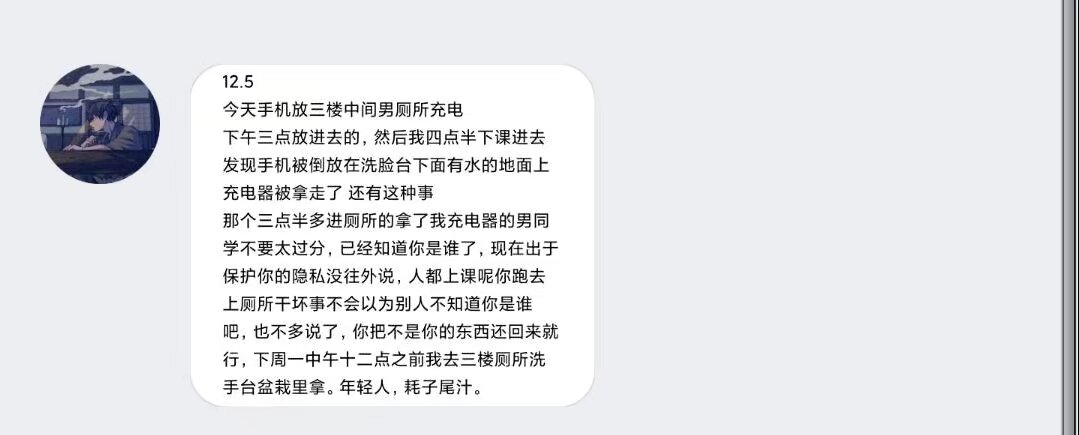 12.5
今天手机放三楼中间男厕所充电
下午三点放进去的，然后我四点半下课进去
发现手机被倒放在洗脸台下面有水的地面上
充电器被拿走了 还有这种事
那个三点半多进厕所的拿了我充电器的男同
学不要太过分，已经知道你是谁了，现在出于
保护你的隐私没往外说，人都上课呢你跑去
上厕所干坏事不会以为别人不知道你是谁
吧，也不多说了，你把不是你的东西还回来就
行，下周一中午十二点之前我去三楼厕所洗
手台盆栽里拿。年轻人，耗子尾汁。